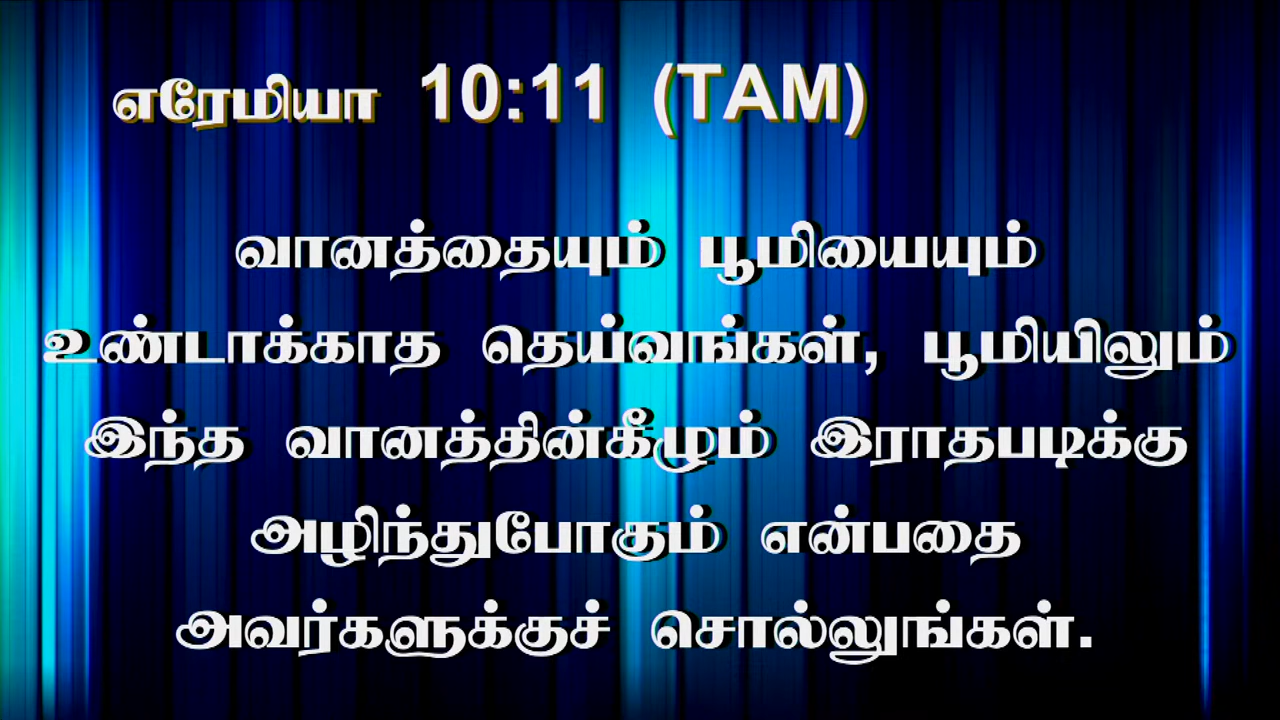 எரேமியா 10:11 (TAM)
வானத்தையும் பூமியையும்
உண்டாக்காத தெய்வங்கள், பூமியிலும்
இந்த வானத்தின்கீழும் இராதபடிக்கு
அழிந்துபோகும் என்பதை
அவர்களுக்குச் சொல்லுங்கள்.